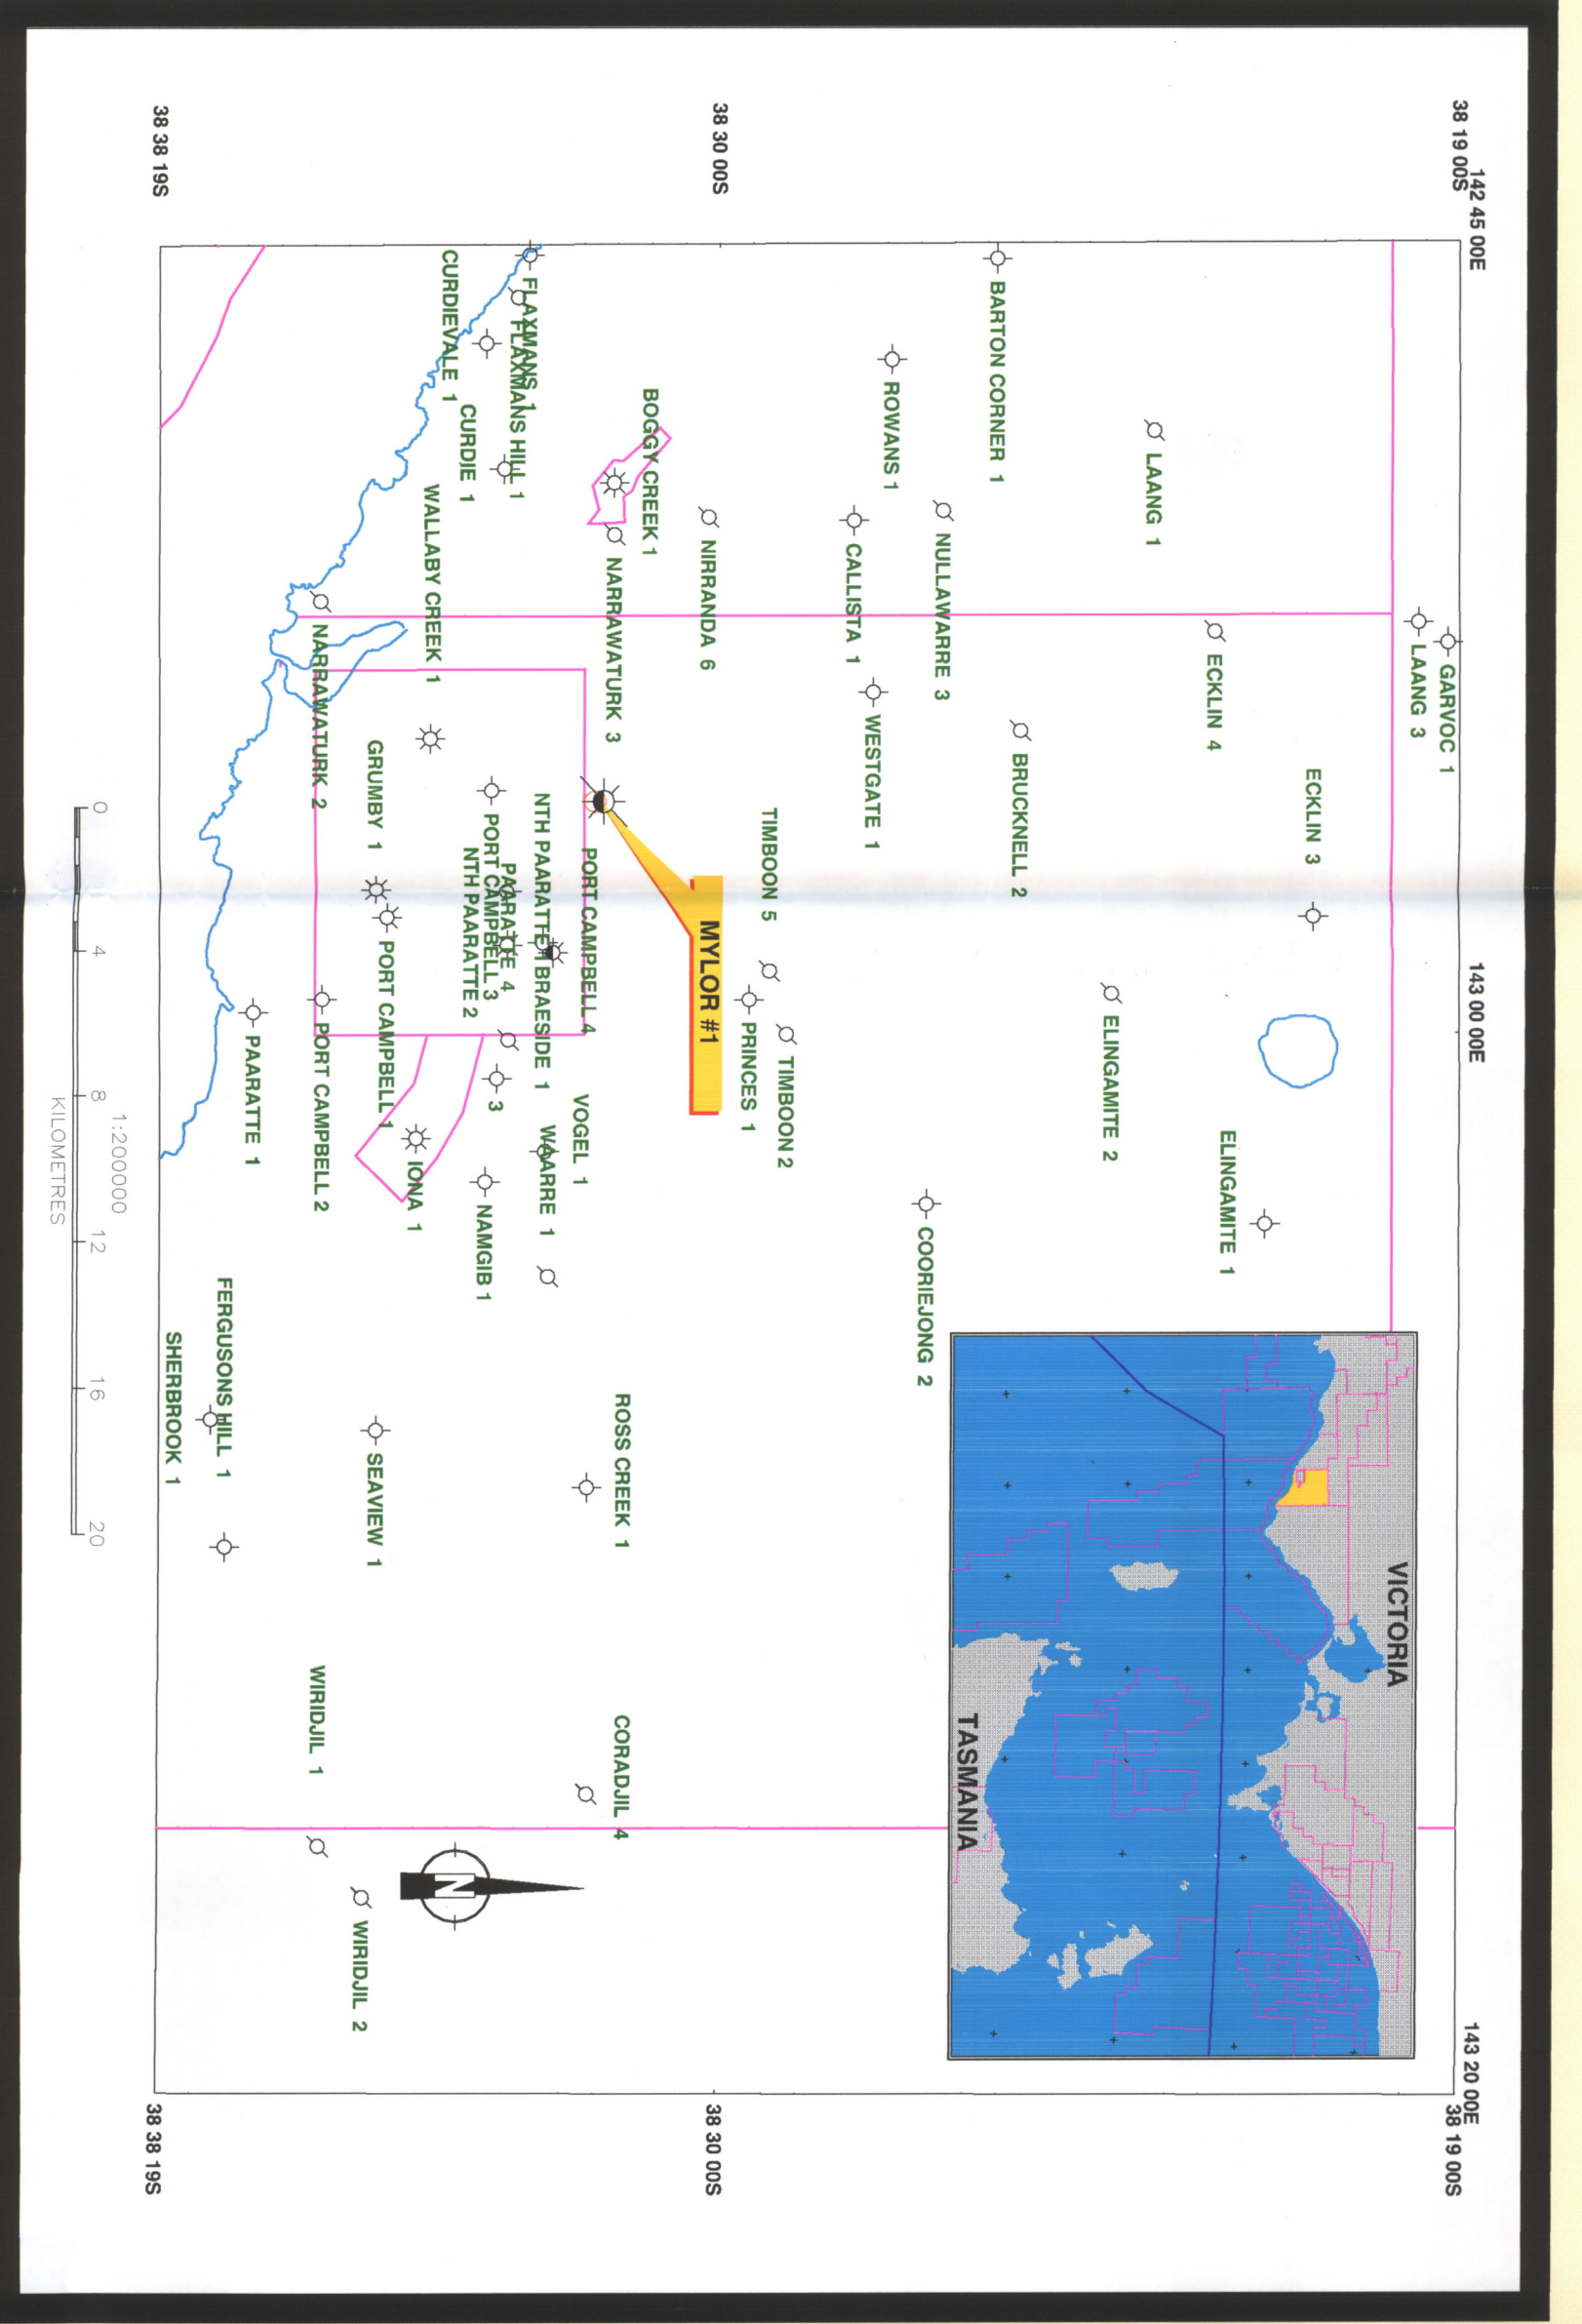 142 45 00E
143 00 00E
143 20 00E
38 19 00S
38 19 00S
GARVOC 1
LAANG 3
ECKLIN 3
ECKLIN 4
ELINGAMITE 1
LAANG 1
ELINGAMITE 2
BRUCKNELL 2
BARTON CORNER 1
NULLAWARRE 3
COORIEJONG 2
ROWANS 1
WESTGATE 1
CALLISTA 1
VICTORIA
TASMANIA
TIMBOON 2
TIMBOON 5
PRINCES 1
38 30 00S
38 30 00S
NIRRANDA 6
MYLOR #1
BOGGY CREEK 1
NARRAWATURK 3
ROSS CREEK 1
CORADJIL 4
PORT CAMPBELL 4
VOGEL 1
FLAXMANS 1
FLAXMANS HILL 1
NTH PAARATTE 1
BRAESIDE 1
WAARRE 1
PAARATTE 4
PORT CAMPBELL 3
3
NTH PAARATTE 2
NAMGIB 1
CURDIE 1
CURDIEVALE 1
WALLABY CREEK 1
IONA 1
PORT CAMPBELL 1
GRUMBY 1
SEAVIEW 1
WIRIDJIL 2
NARRAWATURK 2
PORT CAMPBELL 2
WIRIDJIL 1
PAARATTE 1
FERGUSONS HILL 1
SHERBROOK 1
N
38 38 19S
38 38 19S
1:200000
0 4 8 12 16 20
KILOMETRES